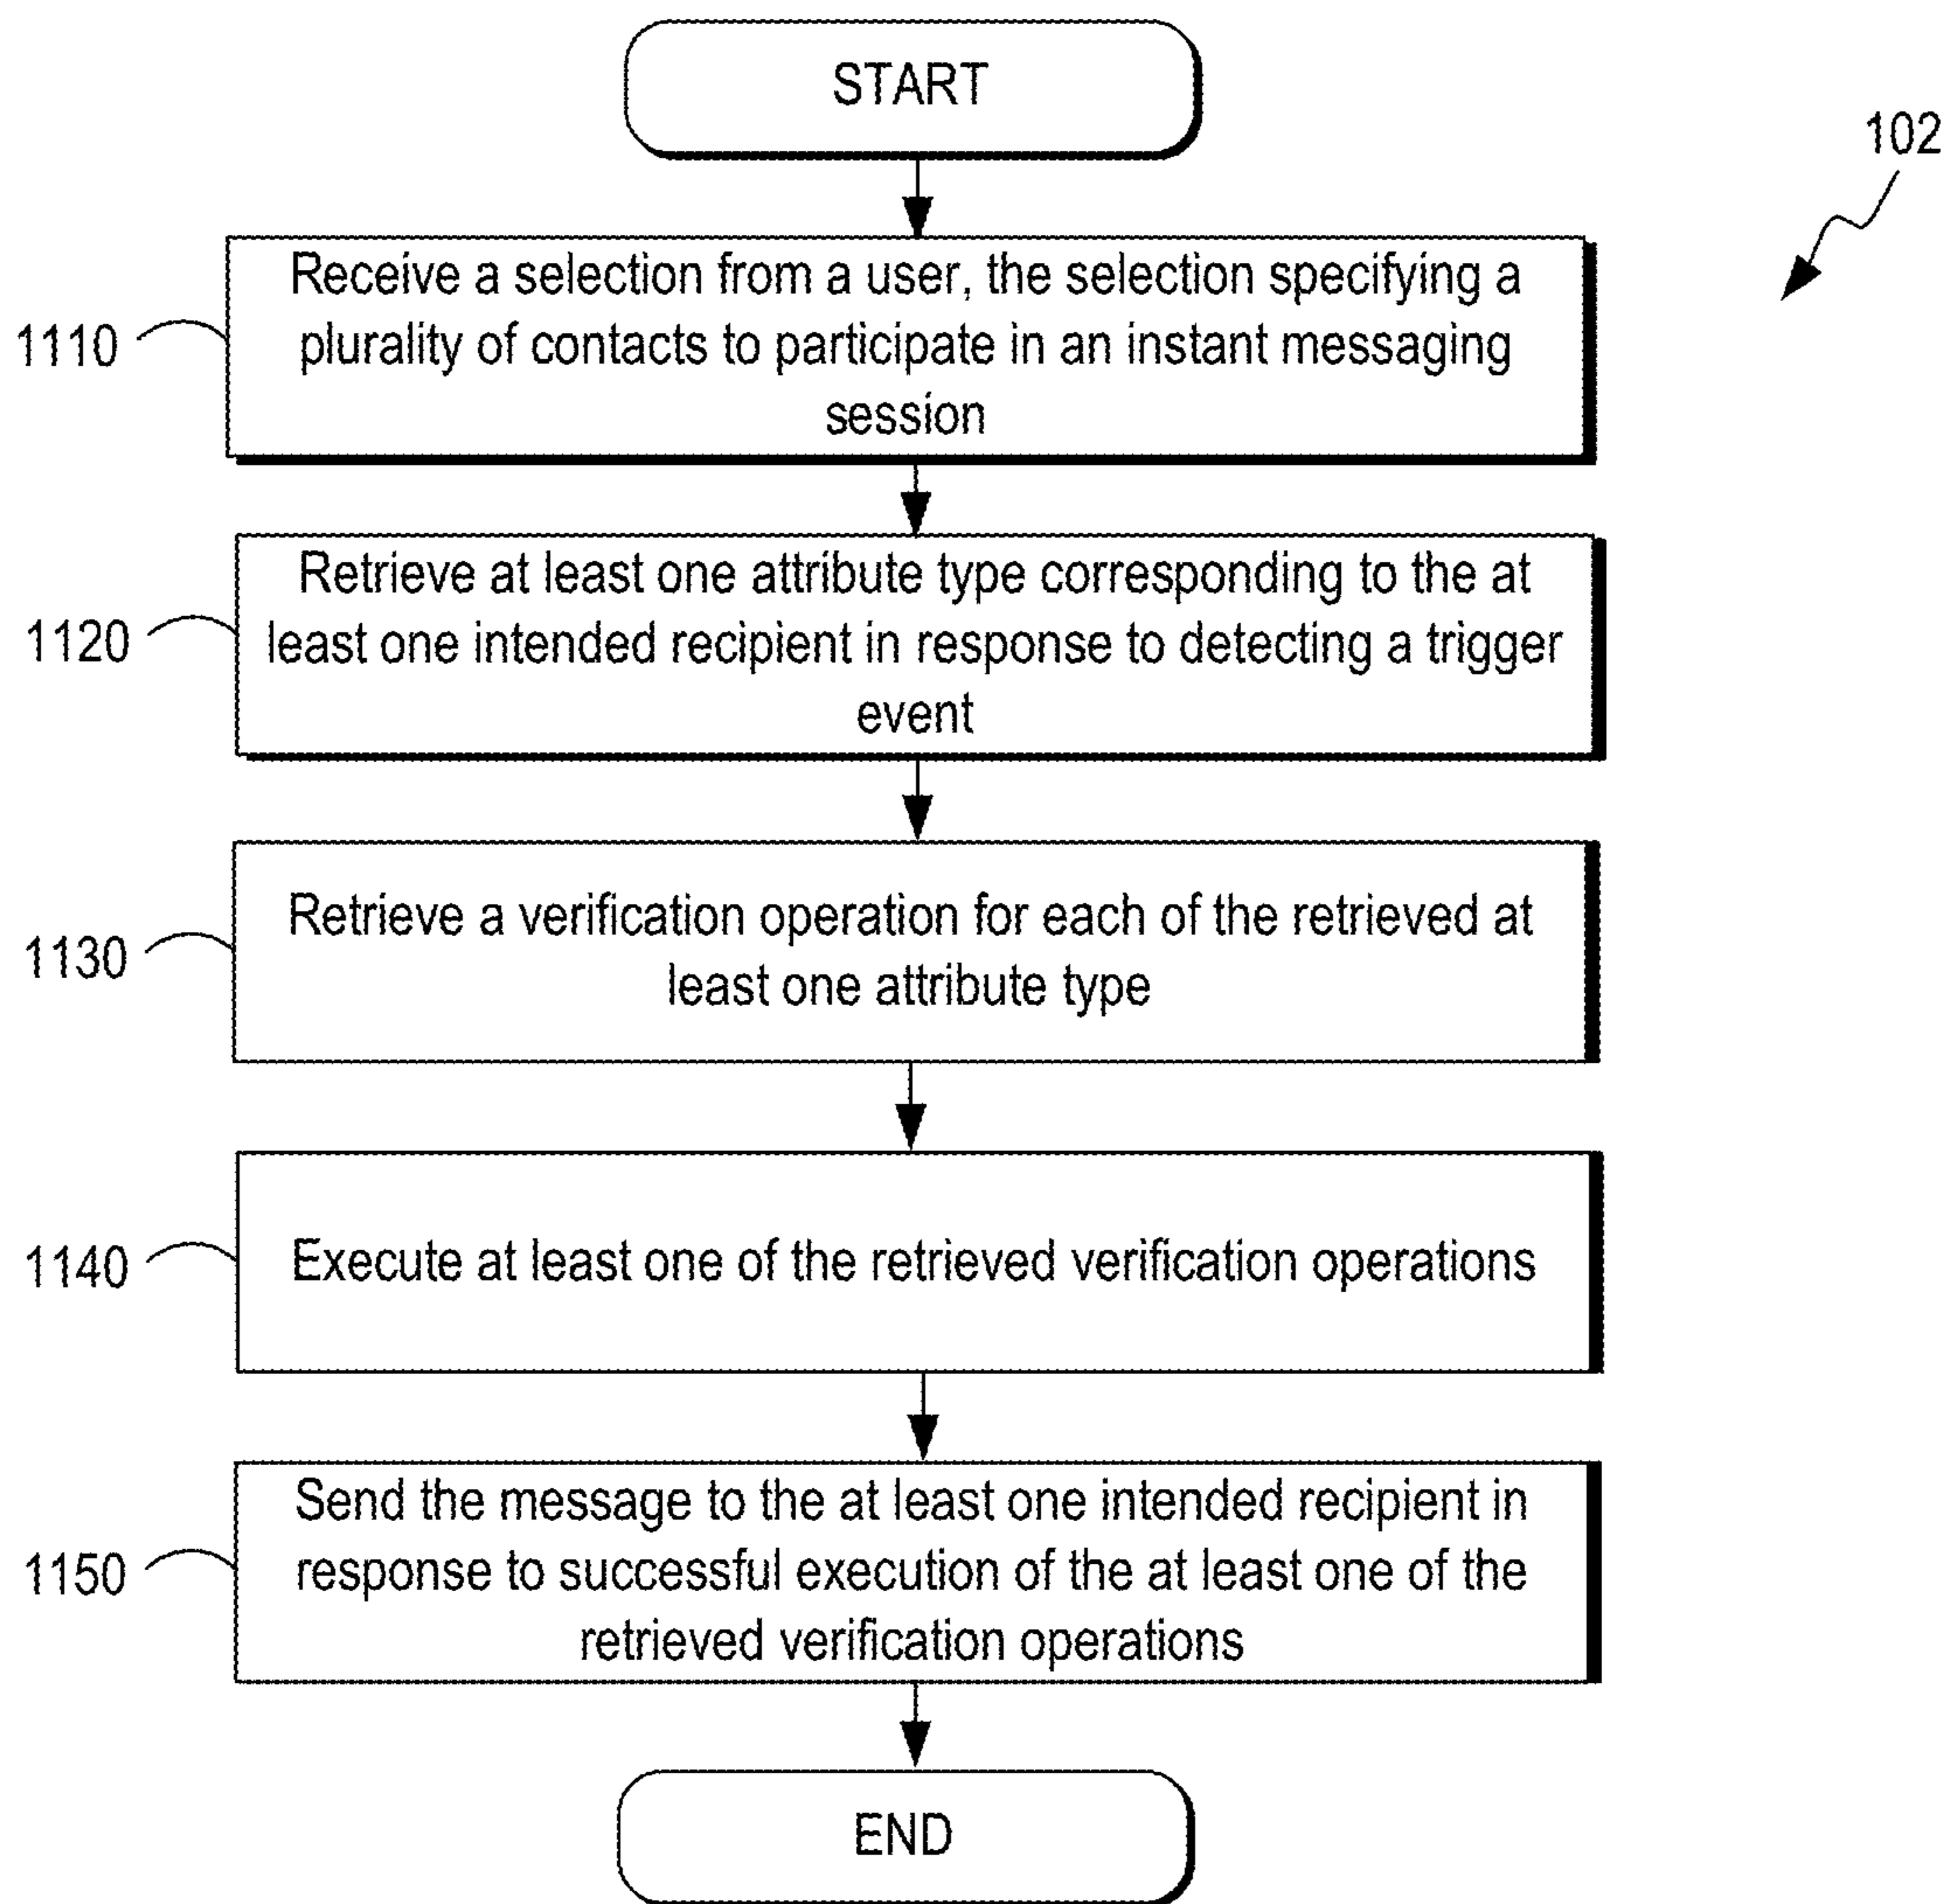 START
102
1110
Receive a selection from a user, the selection specifying a
plurality of contacts to participate in an instant messaging
session
1120
Retrieve at least one attribute type corresponding to the at
least one intended recipient in response to detecting a trigger
event
1130
Retrieve a verification operation for each of the retrieved at
least one attribute type
1140
Execute at least one of the retrieved verification operations
1150
Send the message to the at least one intended recipient in
response to successful execution of the at least one of the
retrieved verification operations
END